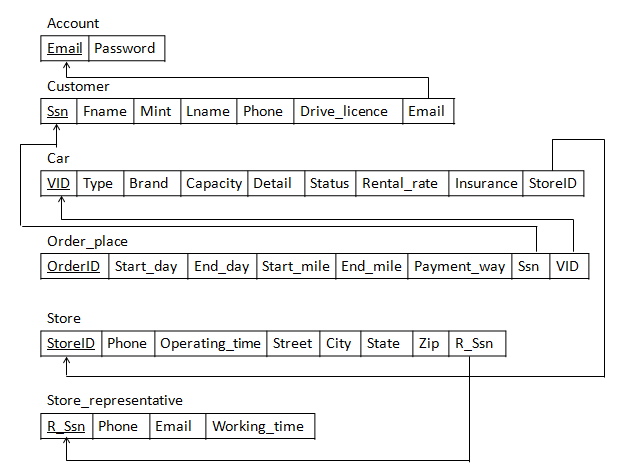 Account
Email Password
Customer
Ssn Fname Mint Lname Phone Drive_licence Email
Car
VID Type Brand Capacity Detail Status Rental_rate Insurance StoreID
Order_place
OrderID Start_day End_day Start_mile End_mile Payment_way Ssn VID
Store
StoreID Phone Operating_time Street City State Zip R_Ssn
Store_representative
R_Ssn Phone Email Working_time